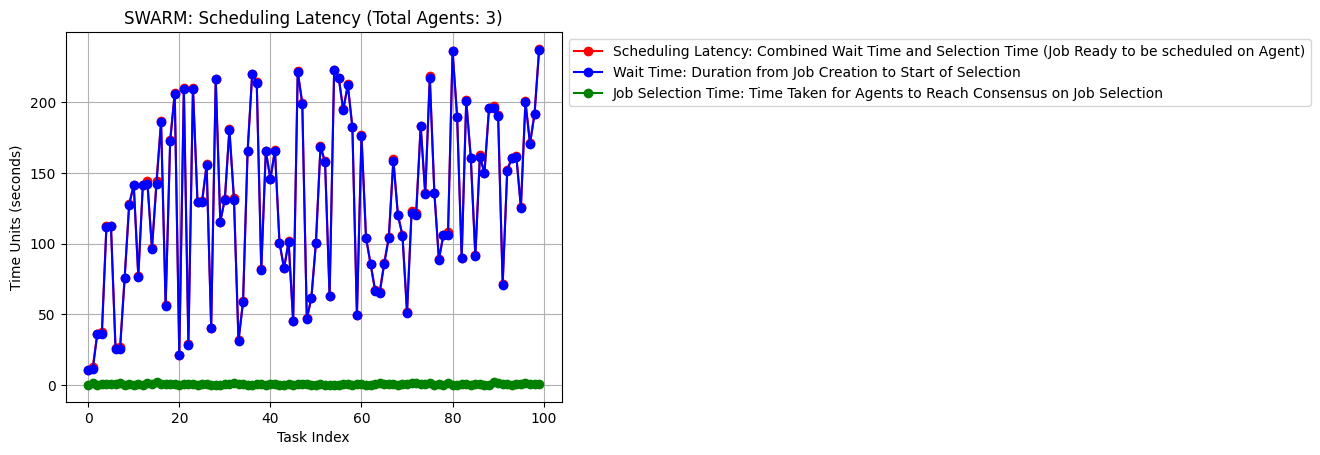 SWARM: Scheduling Latency (Total Agents: 3)
Scheduling Latency: Combined Wait Time and Selection Time (Job Ready to be scheduled on Agent)
Wait Time: Duration from Job Creation to Start of Selection
Job Selection Time: Time Taken for Agents to Reach Consensus on Job Selection
Time Units (seconds)
200
150
100
50
0
0 20 40 60 80 100
Task Index